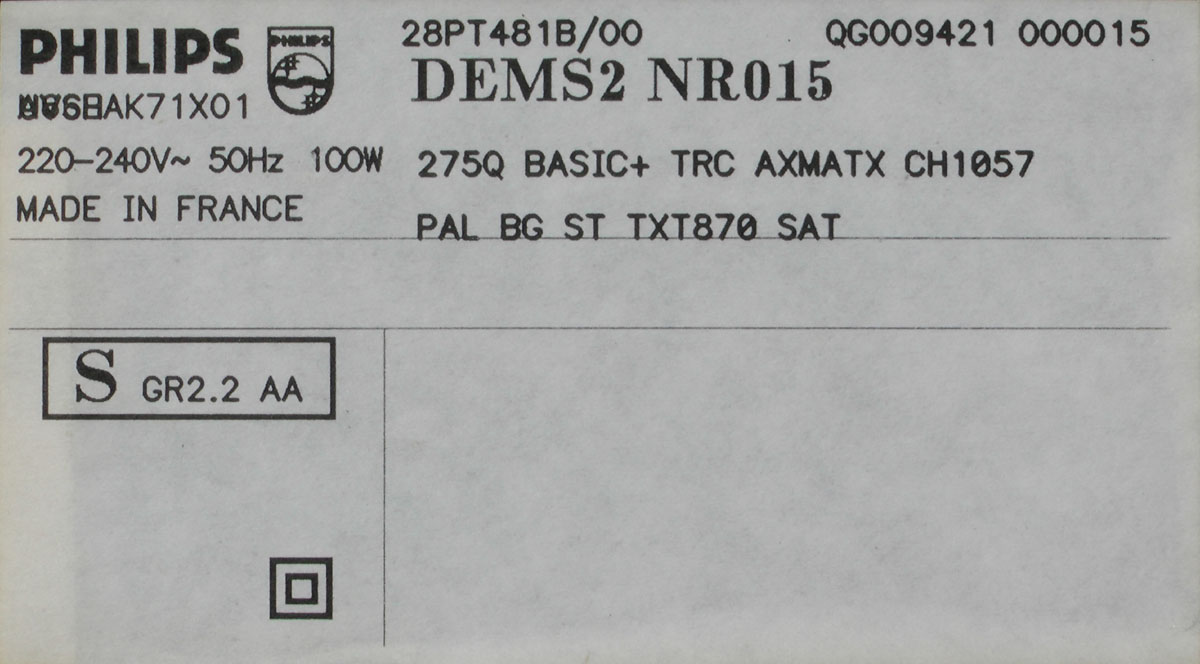 PHILIPS
PHILIPS
28PT481B/00
QG009421 000015
DEMS2 NR015
220-240V~ 50Hz 100W
275Q BASIC+ TRC AXMATX CH1057
MADE IN FRANCE
PAL BG ST TXT870 SAT
S GR2.2 AA